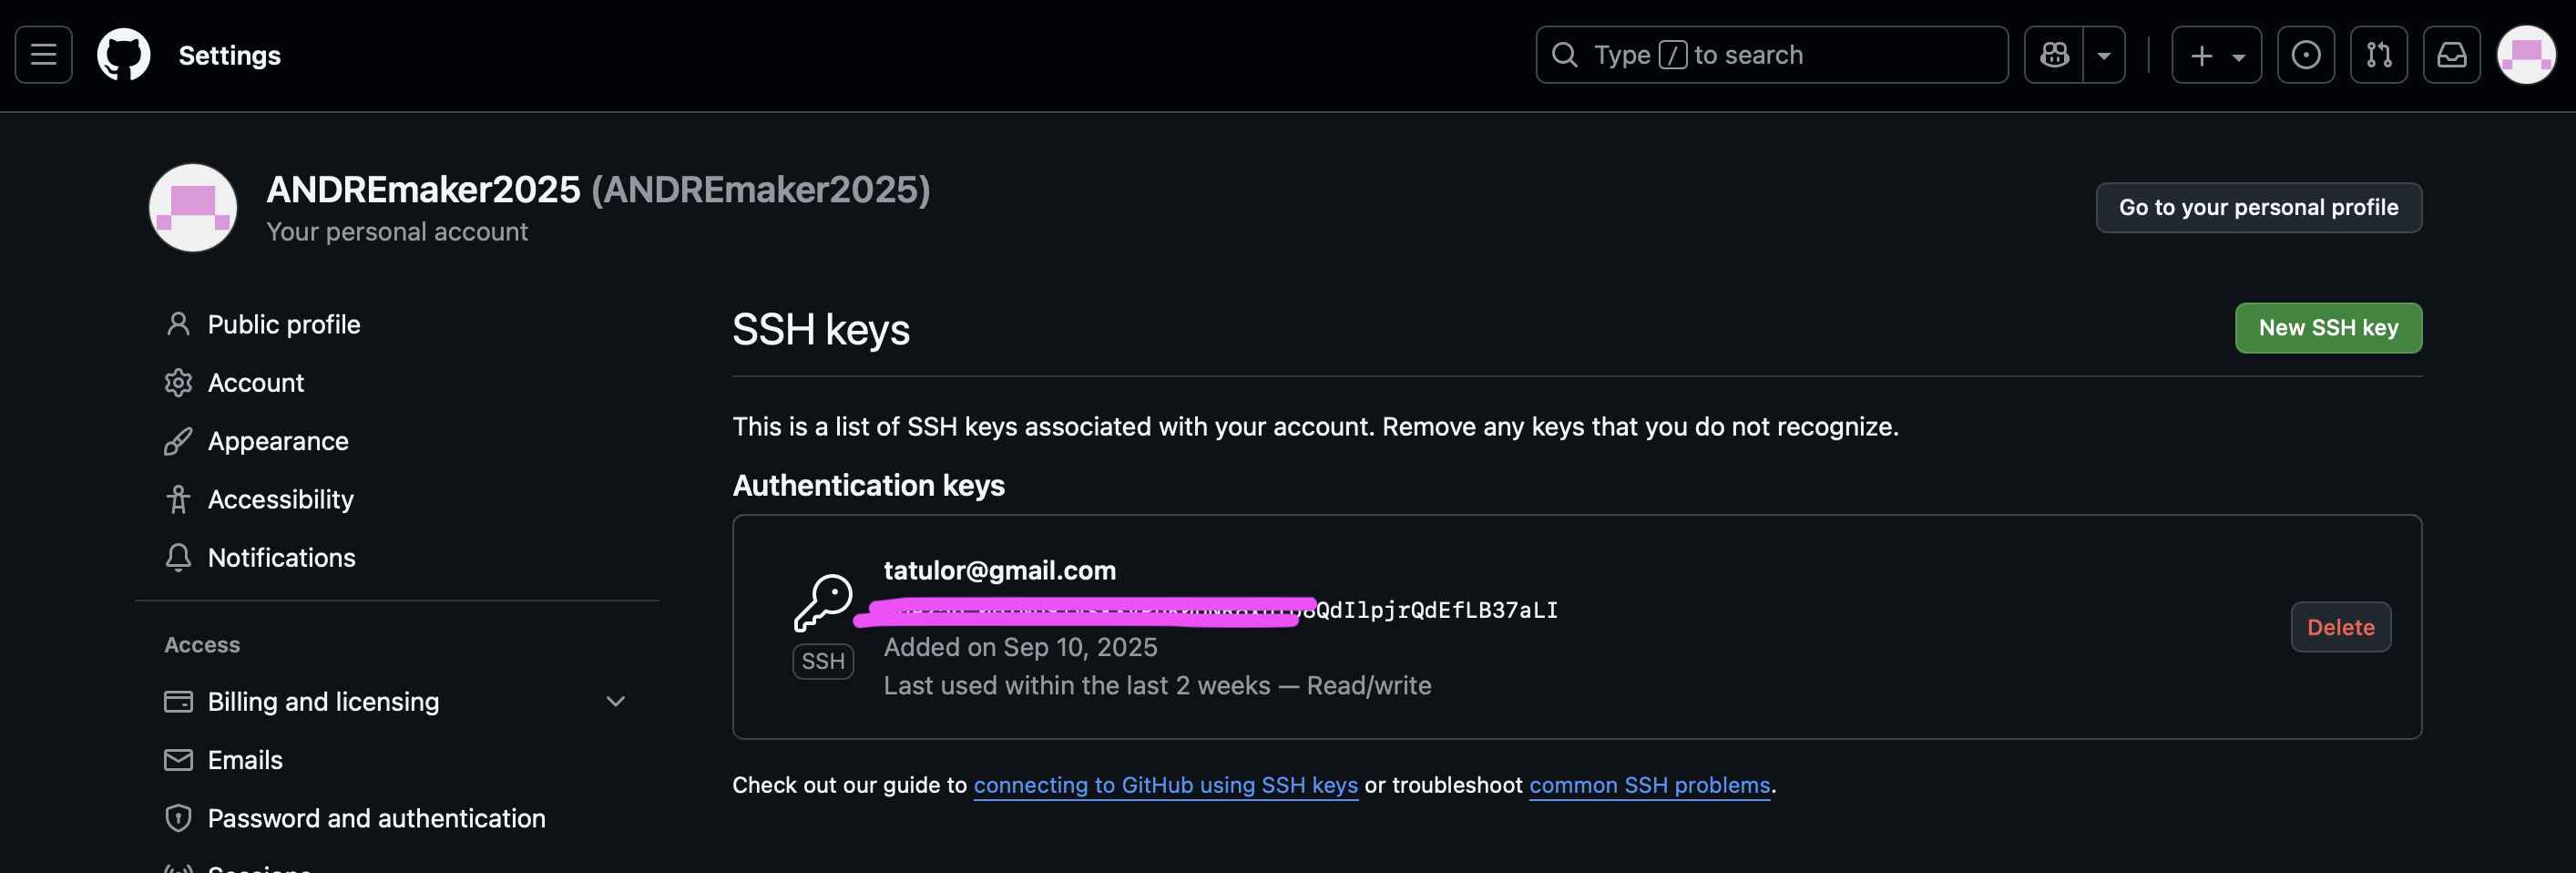 Settings
Type / to search
ANDREmaker2025 (ANDREmaker2025)
Your personal account
Go to your personal profile
Public profile
Account
Appearance
Accessibility
Notifications
Access
Billing and licensing
Emails
Password and authentication
SSH keys
New SSH key
This is a list of SSH keys associated with your account. Remove any keys that you do not recognize.
Authentication keys
tatulor@gmail.com
8QdIlpjrQdEfLB37aLI
SSH
Added on Sep 10, 2025
Last used within the last 2 weeks — Read/write
Delete
Check out our guide to connecting to GitHub using SSH keys or troubleshoot common SSH problems.